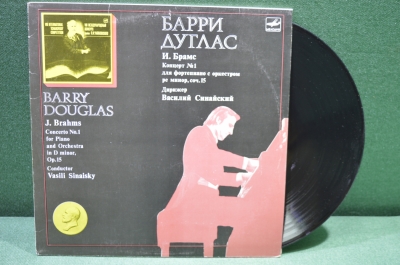 БАРРИ
ДУГЛАС
И. Брамс
Концерт №1
для фортепиано с оркестром
ре минор, соч. 15
Дирижер
Василий Синайский
BARRY
DOUGLAS
J. Brahms
Concerto No.1
for Piano
and Orchestra
in D minor,
Op.15
Conductor
Vasili Sinaisky